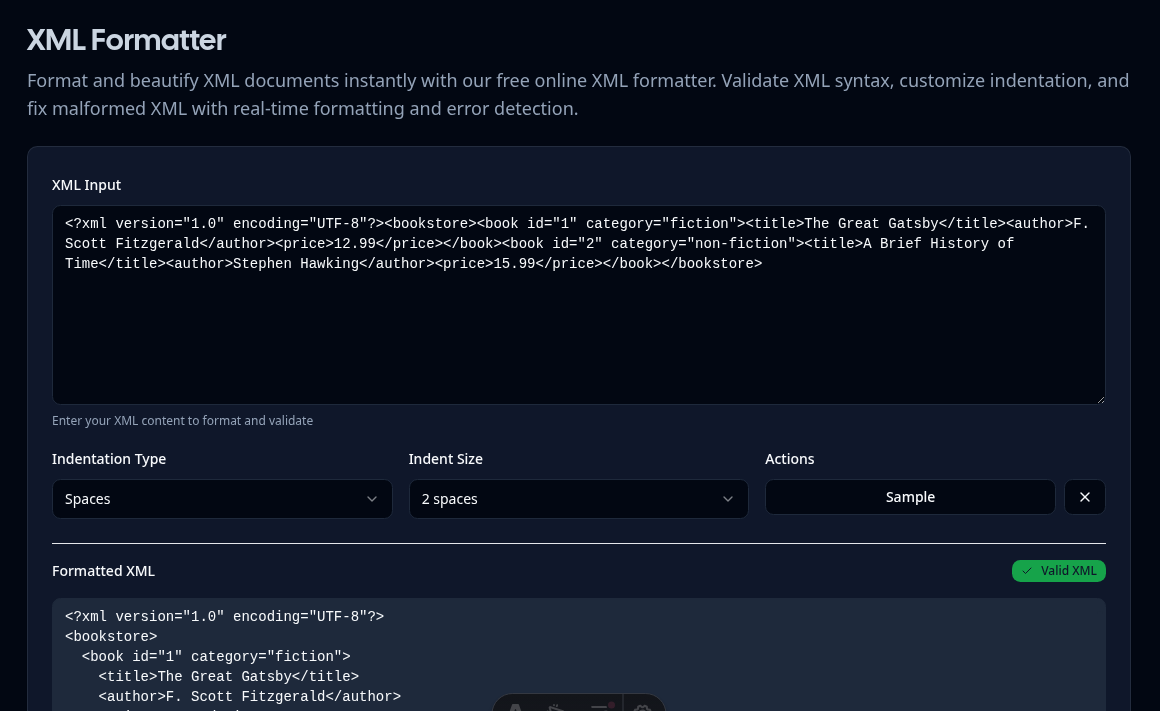 XML Formatter
Format and beautify XML documents instantly with our free online XML formatter. Validate XML syntax, customize indentation, and
fix malformed XML with real-time formatting and error detection.
XML Input
<?xml version="1.0" encoding="UTF-8"?><bookstore><book id="1" category="fiction"><title>The Great Gatsby</title><author>F.
Scott Fitzgerald</author><price>12.99</price></book><book id="2" category="non-fiction"><title>A Brief History of
Time</title><author>Stephen Hawking</author><price>15.99</price></book></bookstore>
Enter your XML content to format and validate
Indentation Type Indent Size Actions
Spaces 2 spaces Sample
Formatted XML Valid XML
<?xml version="1.0" encoding="UTF-8"?>
<bookstore>
  <book id="1" category="fiction">
    <title>The Great Gatsby</title>
    <author>F. Scott Fitzgerald</author>